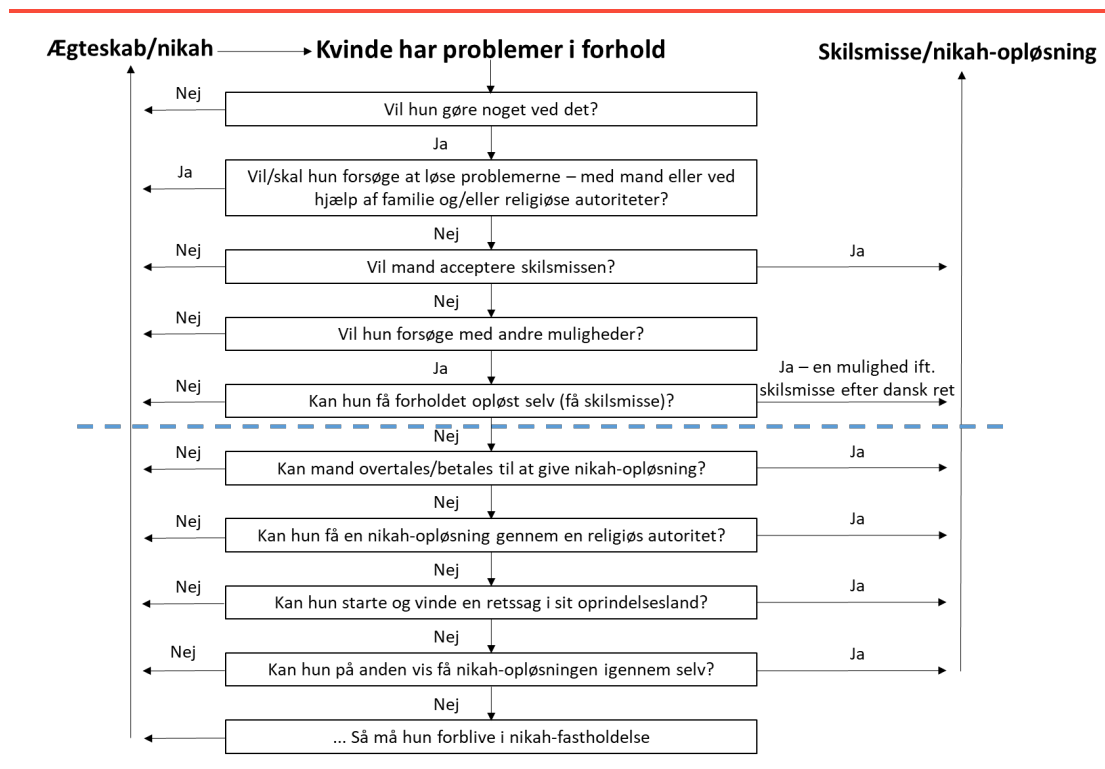 Ægteskab/nikah
Kvinde har problemer i forhold
Skilsmisse/nikah-opløsning
Nej
Vil hun gøre noget ved det?
Ja
Ja
Vil/skal hun forsøge at løse problemerne – med mand eller ved
hjælp af familie og/eller religiøse autoriteter?
Nej
Nej
Vil mand acceptere skilsmissen?
Ja
Nej
Nej
Vil hun forsøge med andre muligheder?
Ja
Nej
Kan hun få forholdet opløst selv (få skilsmisse)?
Ja – en mulighed ift.
skilsmisse efter dansk ret
Nej
Nej
Kan mand overtales/betales til at give nikah-opløsning?
Ja
Nej
Nej
Kan hun få en nikah-opløsning gennem en religiøs autoritet?
Ja
Nej
Nej
Kan hun starte og vinde en retssag i sit oprindelsesland?
Ja
Nej
Nej
Kan hun på anden vis få nikah-opløsningen igennem selv?
Ja
Nej
... Så må hun forblive i nikah-fastholdelse